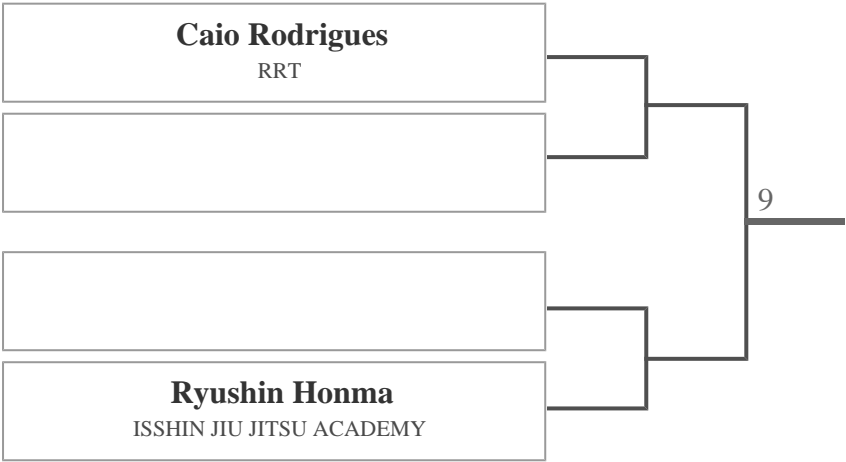 Caio Rodrigues
RRT
9
Ryushin Honma
ISSHIN JIU JITSU ACADEMY